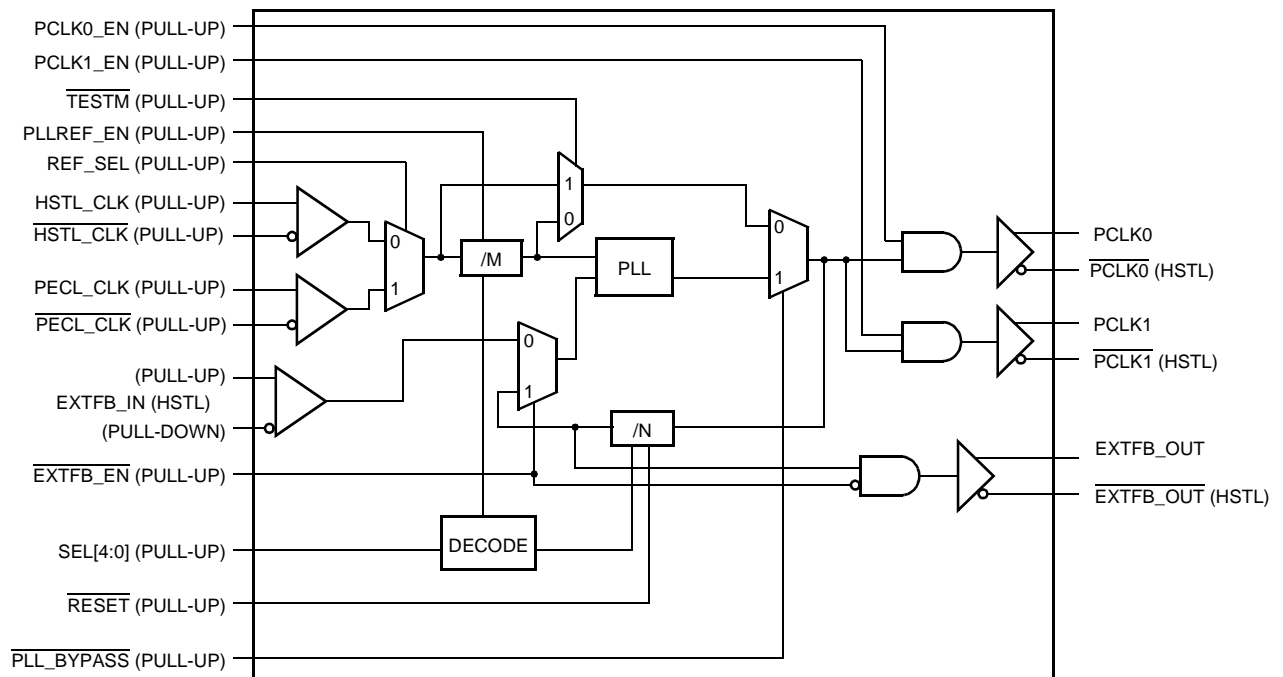 PCLK0_EN (PULL-UP)
PCLK1_EN (PULL-UP)
TESTM (PULL-UP)
PLLREF_EN (PULL-UP)
REF_SEL (PULL-UP)
HSTL_CLK (PULL-UP)
HSTL_CLK (PULL-UP)
PECL_CLK (PULL-UP)
PECL_CLK (PULL-UP)
(PULL-UP)
EXTFB_IN (HSTL)
(PULL-DOWN)
EXTFB_EN (PULL-UP)
SEL[4:0] (PULL-UP)
RESET (PULL-UP)
PLL_BYPASS (PULL-UP)
0
1
/M
1
0
PLL
0
1
0
1
/N
DECODE
PCLK0
PCLK0 (HSTL)
PCLK1
PCLK1 (HSTL)
EXTFB_OUT
EXTFB_OUT (HSTL)